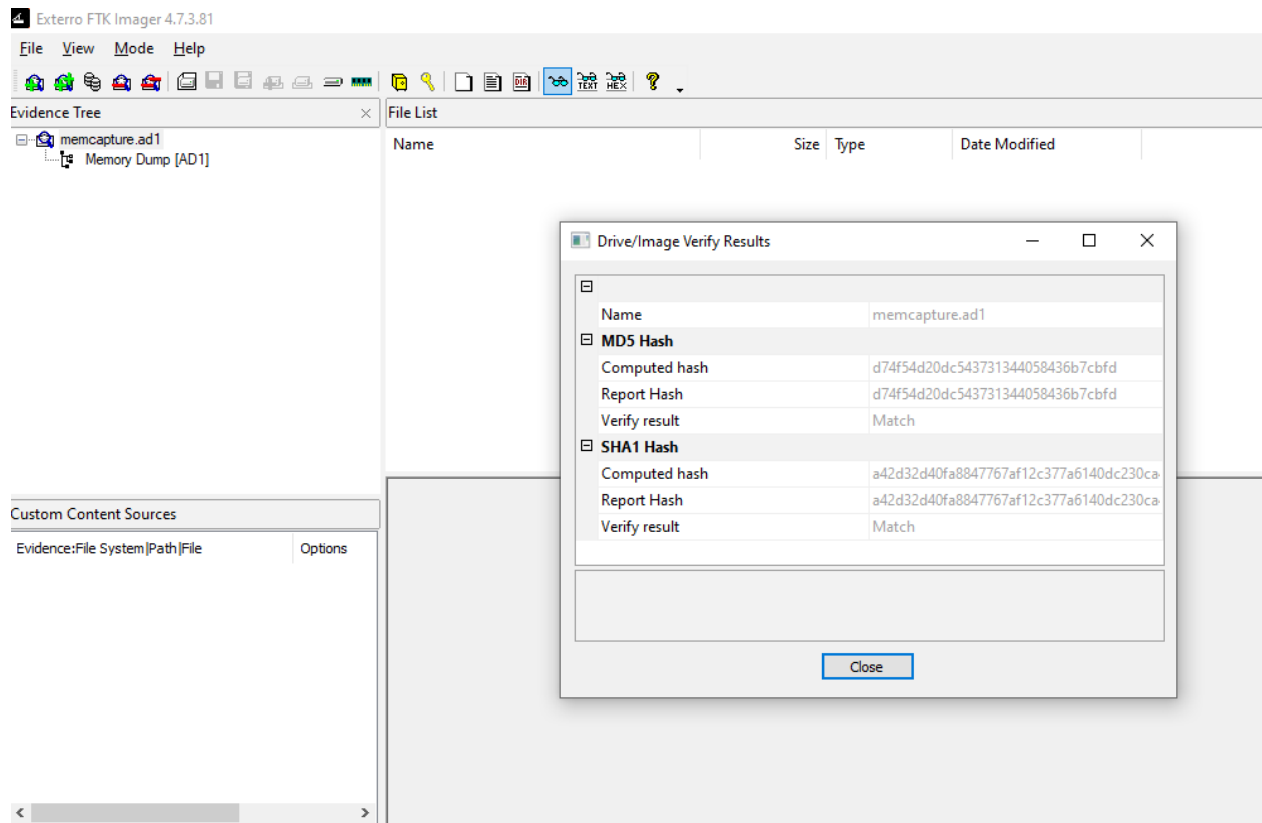 Exterro FTK Imager 4.7.3.81
File View Mode Help
TEXT HEX
DIR
Evidence Tree
File List
memcapture.ad1
Memory Dump [AD1]
Name Size Type Date Modified
Drive/Image Verify Results
Name memcapture.ad1
MD5 Hash
Computed hash d74f54d20dc543731344058436b7cbfd
Report Hash d74f54d20dc543731344058436b7cbfd
Verify result Match
SHA1 Hash
Computed hash a42d32d40fa8847767af12c377a6140dc230ca
Report Hash a42d32d40fa8847767af12c377a6140dc230ca
Verify result Match
Custom Content Sources
Evidence:File System|Path|File Options
Close